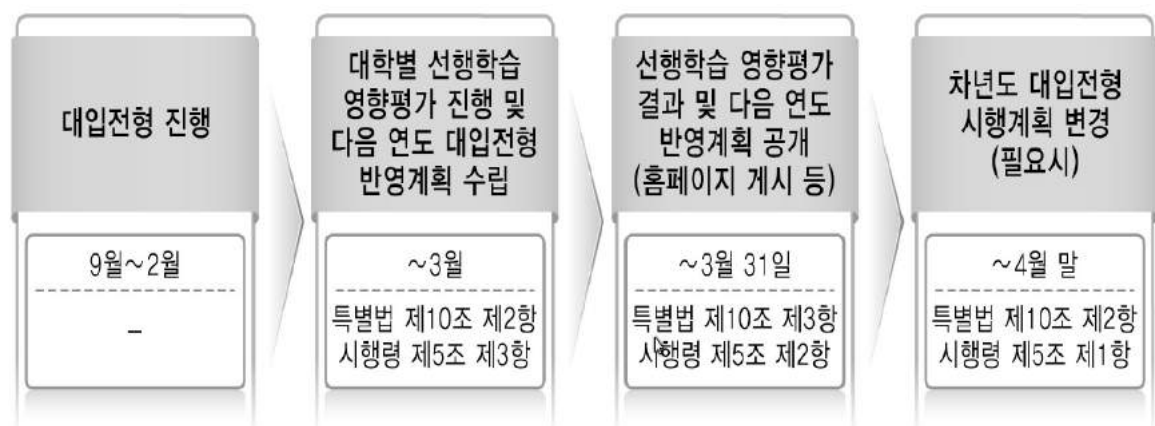 대입전형 진행
9월~2월
-
대학별 선행학습
영향평가 진행 및
다음 연도 대입전형
반영계획 수립
~3월
특별법 제10조 제2항
시행령 제5조 제3항
선행학습 영향평가
결과 및 다음 연도
반영계획 공개
(홈페이지 게시 등)
~3월 31일
특별법 제10조 제3항
시행령 제5조 제2항
차년도 대입전형
시행계획 변경
(필요시)
~4월 말
특별법 제10조 제2항
시행령 제5조 제1항